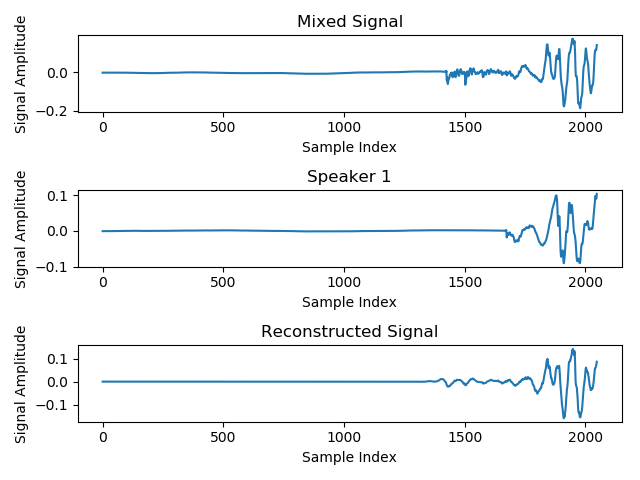 Mixed Signal
Signal Amplitude
0.0
−0.2
0 500 1000 1500 2000
Sample Index
Speaker 1
Signal Amplitude
0.1
0.0
−0.1
0 500 1000 1500 2000
Sample Index
Reconstructed Signal
Signal Amplitude
0.1
0.0
−0.1
0 500 1000 1500 2000
Sample Index